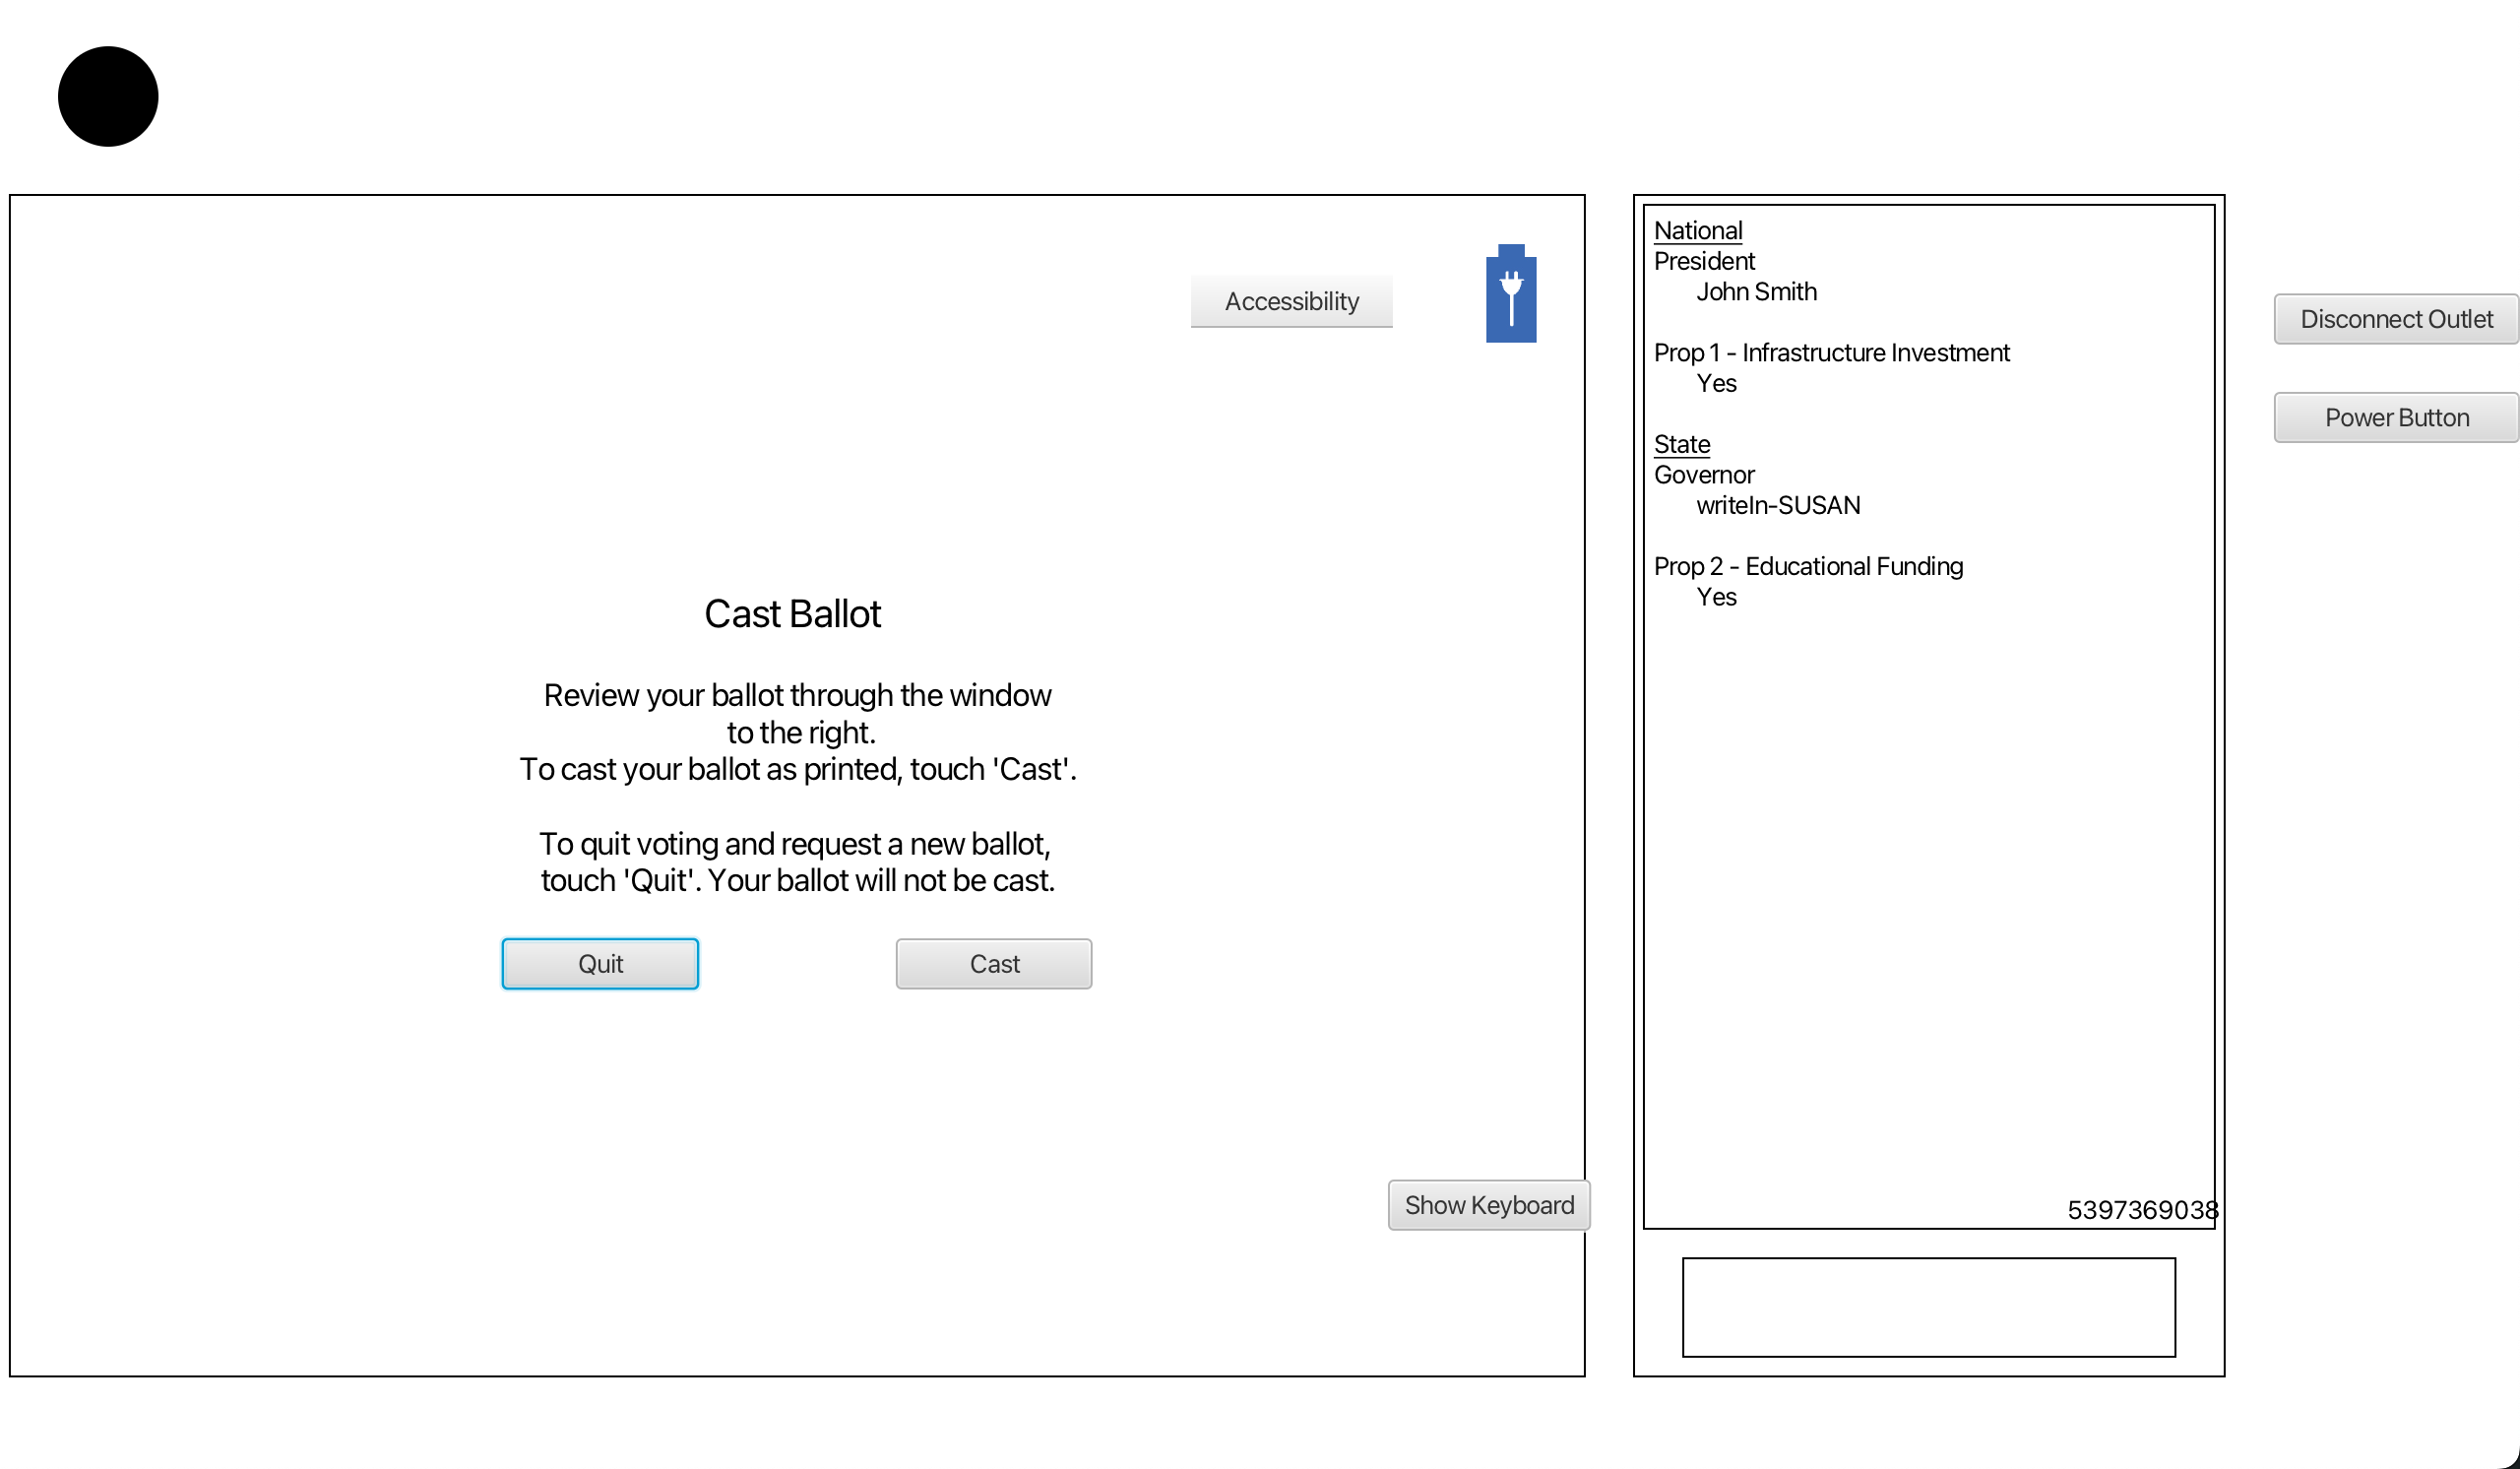 Accessibility
Cast Ballot
Review your ballot through the window
to the right.
To cast your ballot as printed, touch 'Cast'.
To quit voting and request a new ballot,
touch 'Quit'. Your ballot will not be cast.
Quit
Cast
Show Keyboard
National
President
John Smith
Prop 1 - Infrastructure Investment
Yes
State
Governor
writeIn-SUSAN
Prop 2 - Educational Funding
Yes
5397369038
Disconnect Outlet
Power Button